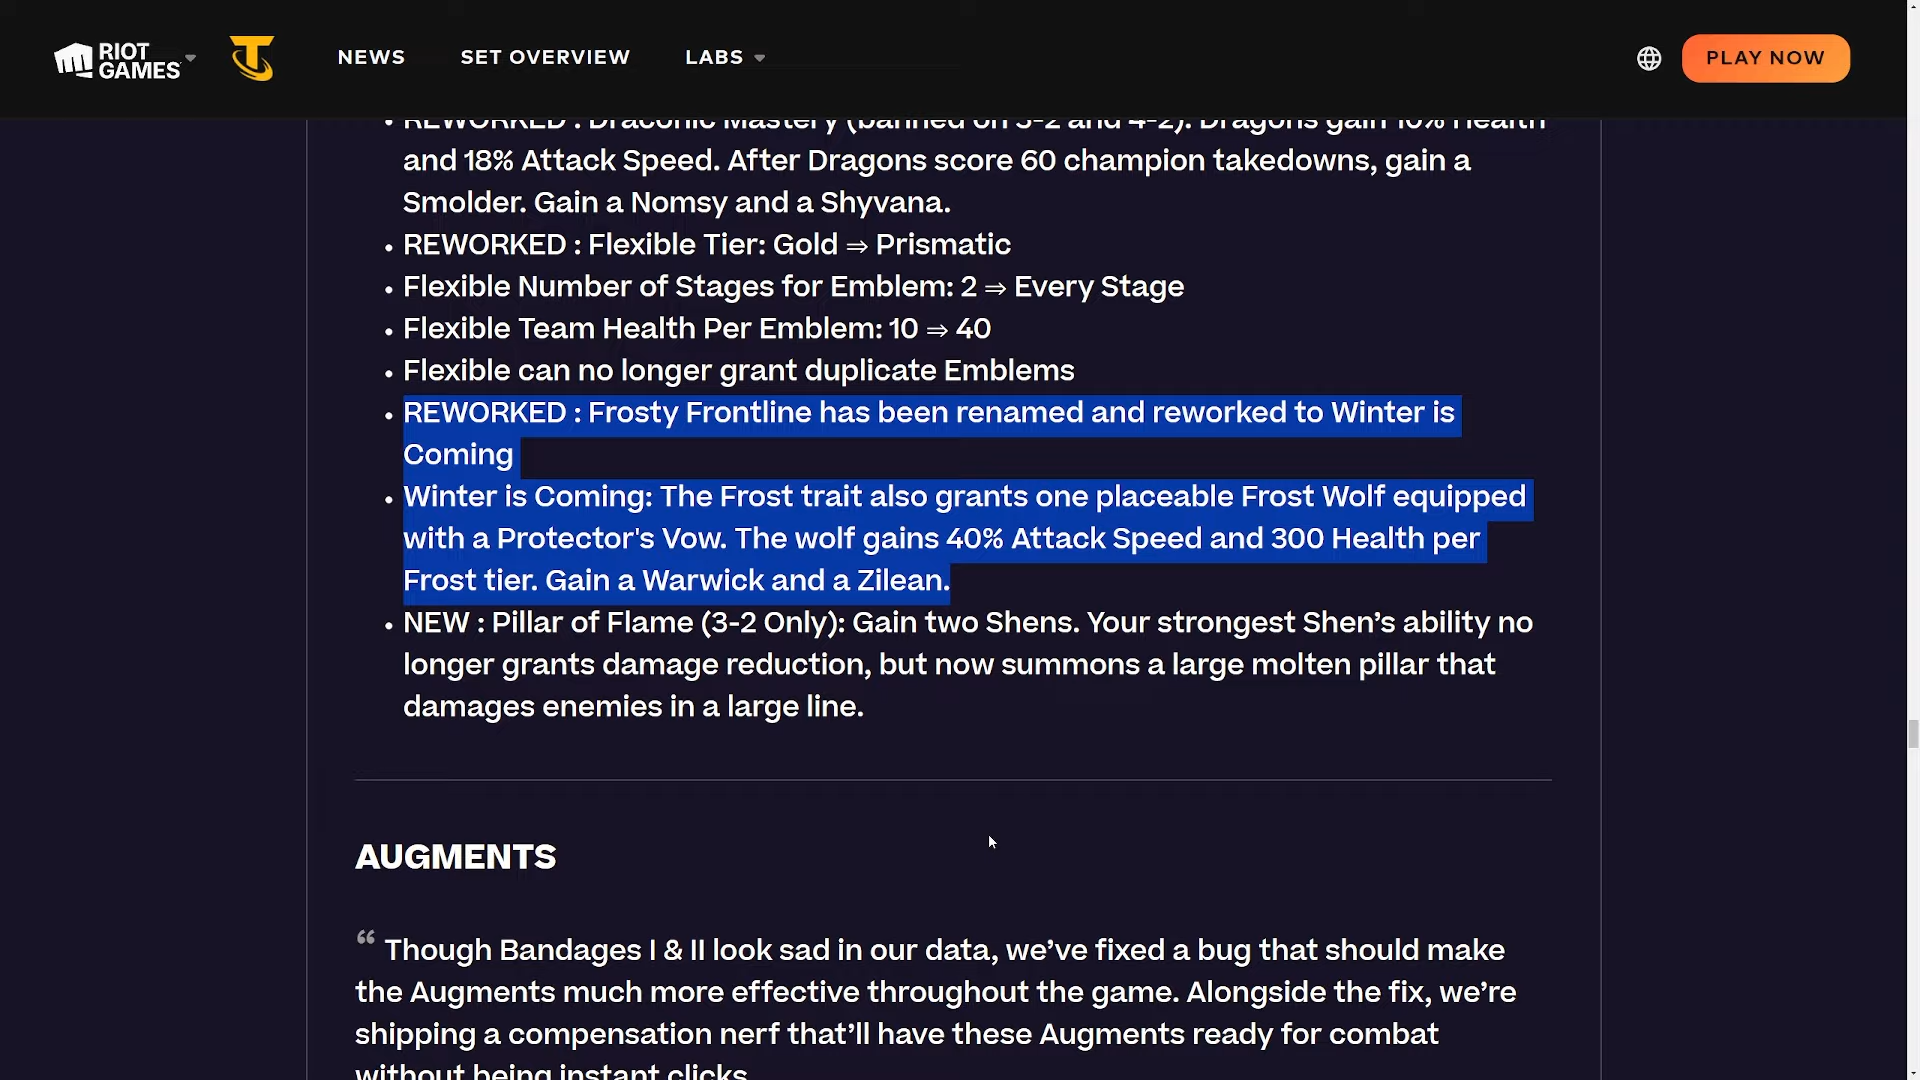 RIOT GAMES
NEWS
SET OVERVIEW
LABS
PLAY NOW
• REWORKED : Draconic Mastery (banned on 3-2 and 4-2): Dragons gain 10% Health
and 18% Attack Speed. After Dragons score 60 champion takedowns, gain a
Smolder. Gain a Nomsy and a Shyvana.
• REWORKED : Flexible Tier: Gold ⇒ Prismatic
• Flexible Number of Stages for Emblem: 2 ⇒ Every Stage
• Flexible Team Health Per Emblem: 10 ⇒ 40
• Flexible can no longer grant duplicate Emblems
• REWORKED : Frosty Frontline has been renamed and reworked to Winter is
Coming
• Winter is Coming: The Frost trait also grants one placeable Frost Wolf equipped
with a Protector's Vow. The wolf gains 40% Attack Speed and 300 Health per
Frost tier. Gain a Warwick and a Zilean.
• NEW : Pillar of Flame (3-2 Only): Gain two Shens. Your strongest Shen’s ability no
longer grants damage reduction, but now summons a large molten pillar that
damages enemies in a large line.
AUGMENTS
“ Though Bandages I & II look sad in our data, we’ve fixed a bug that should make
the Augments much more effective throughout the game. Alongside the fix, we’re
shipping a compensation nerf that’ll have these Augments ready for combat
without being instant clicks.